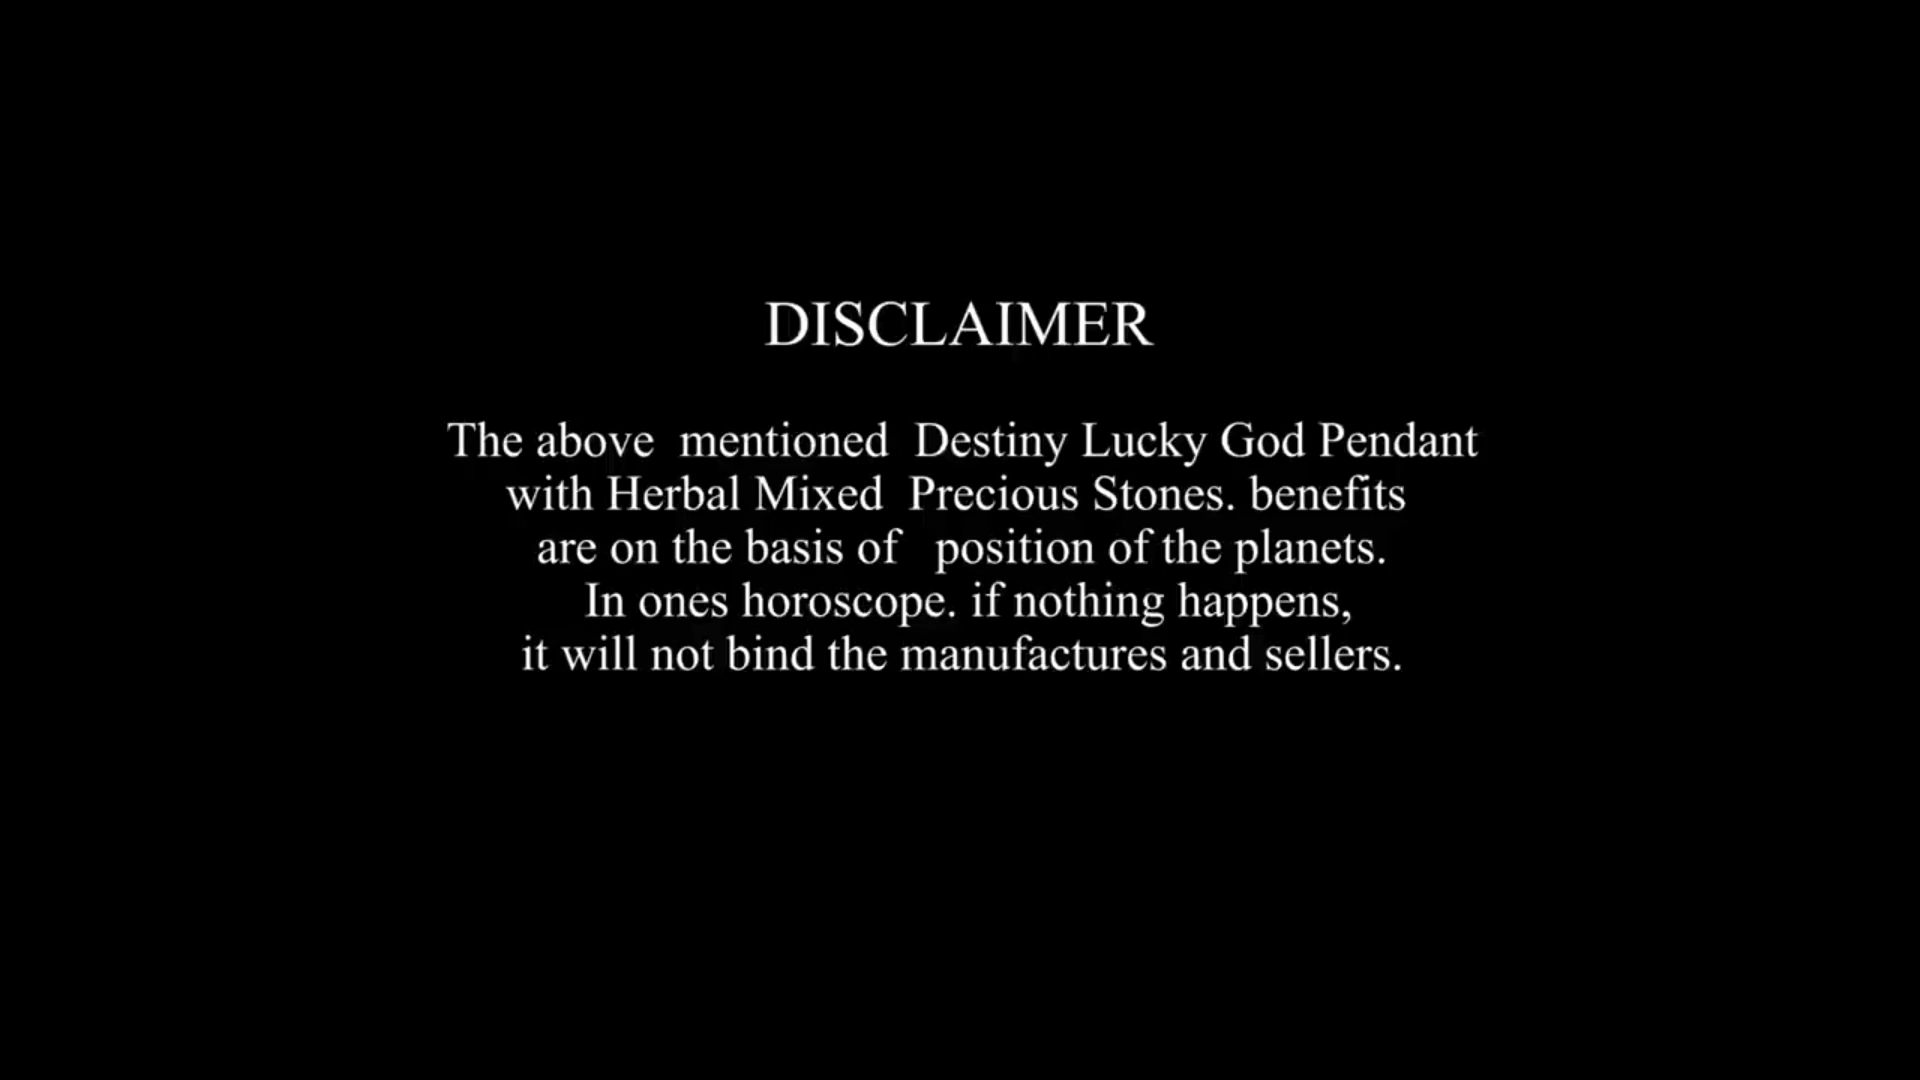 DISCLAIMER
The above mentioned Destiny Lucky God Pendant
with Herbal Mixed Precious Stones. benefits
are on the basis of position of the planets.
In ones horoscope. if nothing happens,
it will not bind the manufactures and sellers.